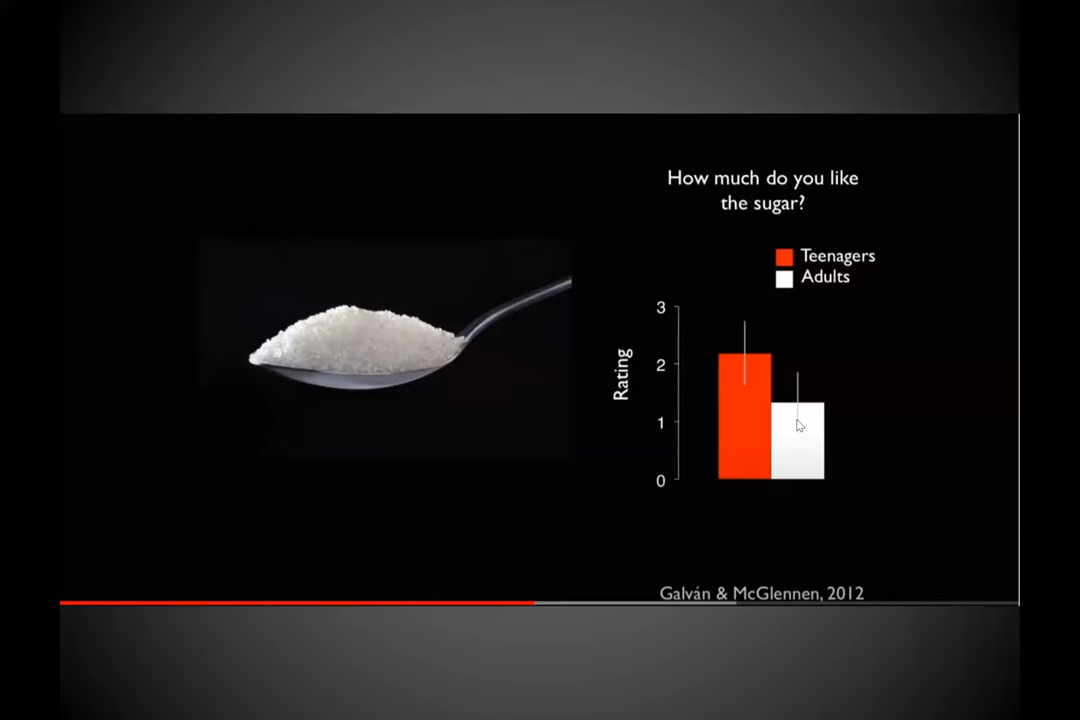 How much do you like
the sugar?
Teenagers
Adults
3
2
1
0
Rating
Galván & McGlennen, 2012